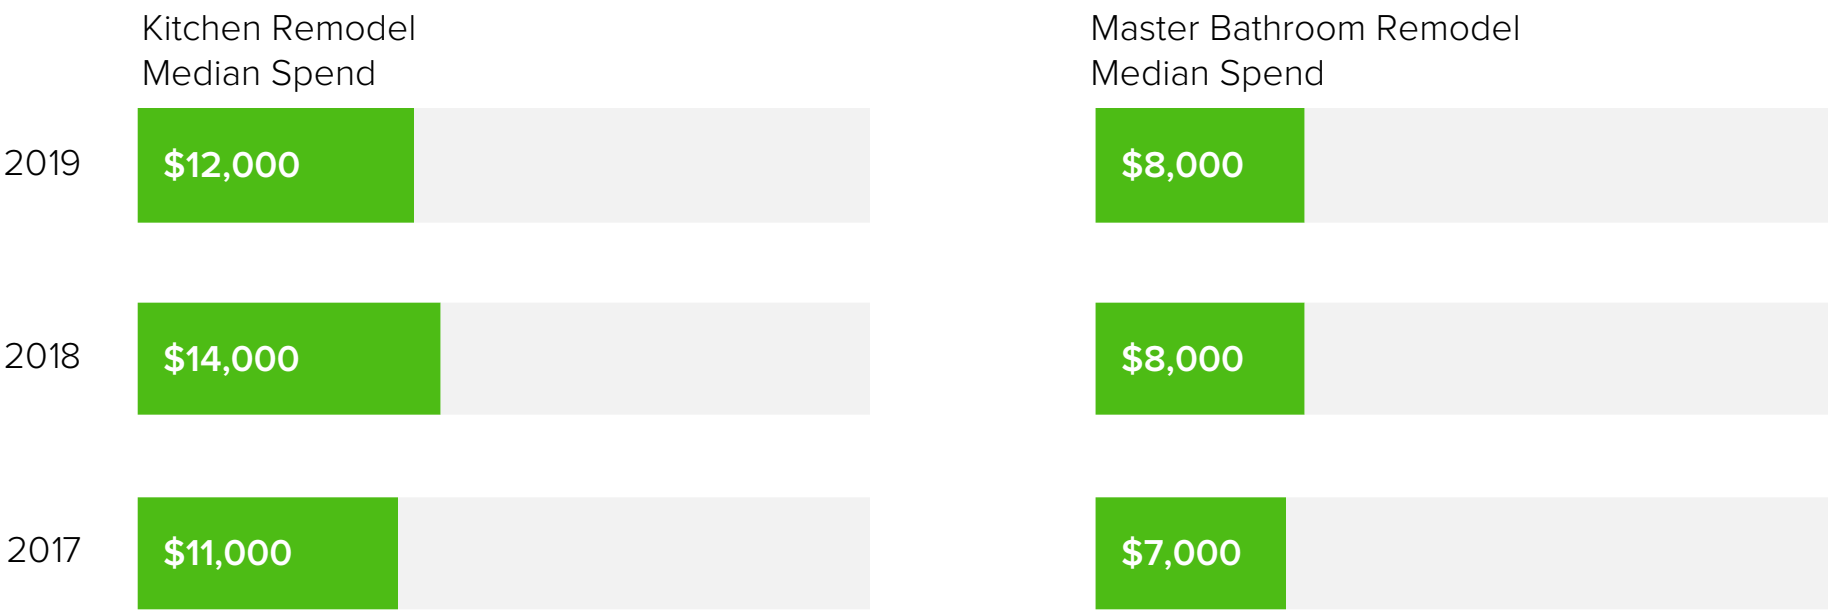 Kitchen Remodel
Median Spend
Master Bathroom Remodel
Median Spend
2019
$12,000
$8,000
2018
$14,000
$8,000
2017
$11,000
$7,000